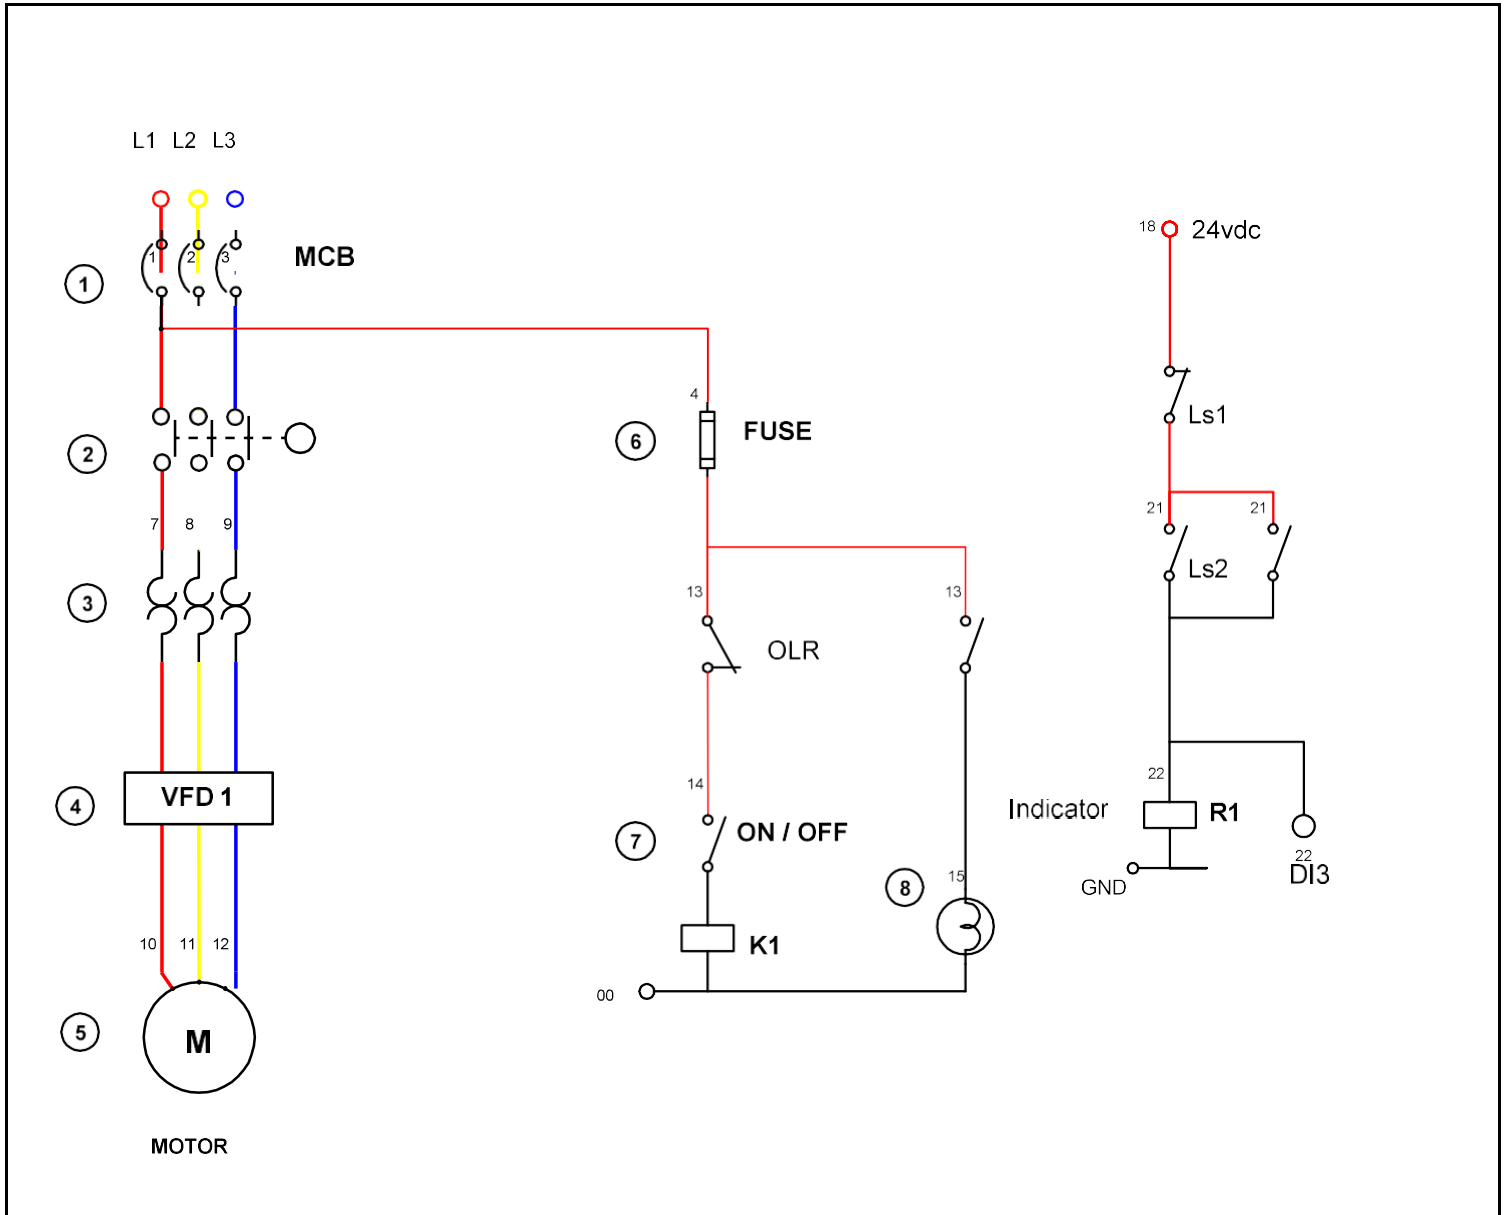 L1 L2 L3
1 2 3
MCB
1
18 24vdc
4
FUSE
6
2
Ls1
7 8 9
21 21
Ls2
3
13 13
OLR
14
22
VFD 1
4
Indicator R1
ON / OFF
7
22
DI3
GND
15
8
10 11 12
K1
00
5
M
MOTOR